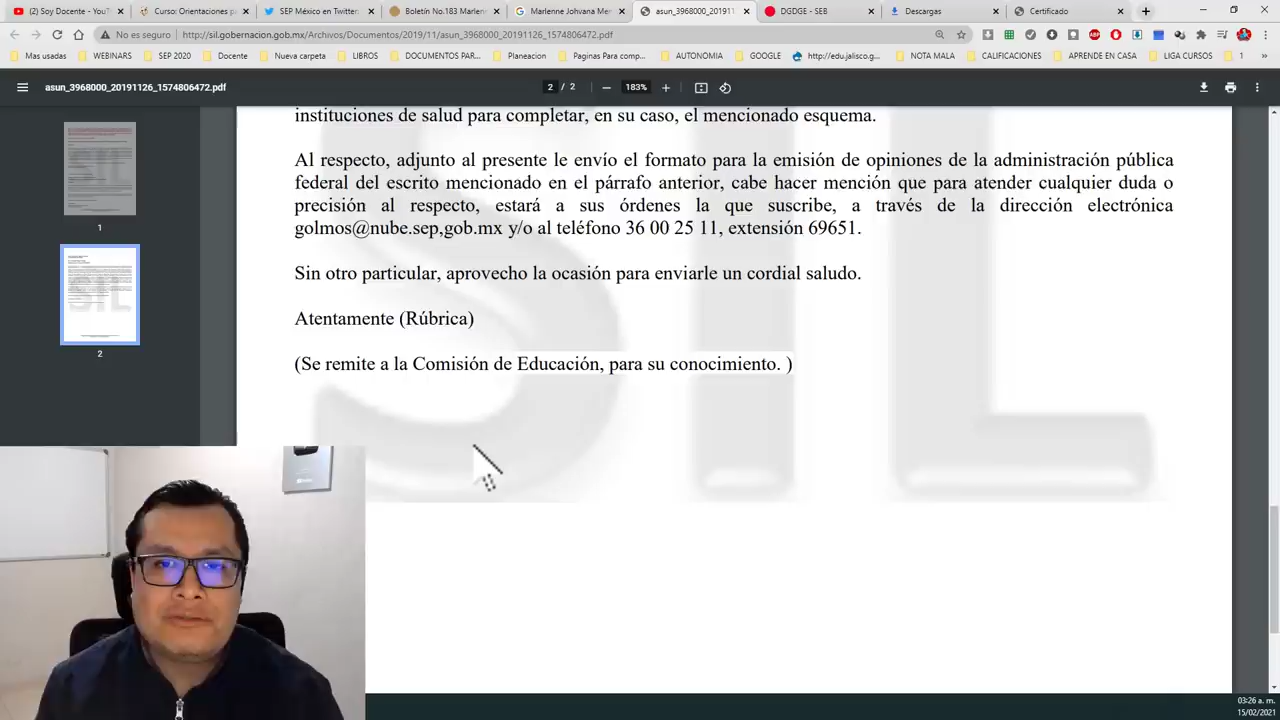 (2) Soy Docente - YouT
Curso: Orientaciones p
SEP México en Twitter
Boletín No.183 Marlene
Marlenne Johvana Me
asun_3968000_201911
DGDGE - SEB
Descargas
Certificado
No es seguro
http://sil.gobernacion.gob.mx/Archivos/Documentos/2019/11/asun_3968000_20191126_1574806472.pdf
Mas usadas
WEBINARS
SEP 2020
Docente
Nueva carpeta
LIBROS
DOCUMENTOS PAR...
Planeacion
Paginas Para comp...
AUTONOMIA
GOOGLE
http://edu.jalisco.g...
NOTA MALA
CALIFICACIONES
APRENDE EN CASA
LIGA CURSOS
1
asun_3968000_20191126_1574806472.pdf
2 / 2
183%
instituciones de salud para completar, en su caso, el mencionado esquema.
Al respecto, adjunto al presente le envío el formato para la emisión de opiniones de la administración pública
federal del escrito mencionado en el párrafo anterior, cabe hacer mención que para atender cualquier duda o
precisión al respecto, estará a sus órdenes la que suscribe, a través de la dirección electrónica
golmos@nube.sep,gob.mx y/o al teléfono 36 00 25 11, extensión 69651.
Sin otro particular, aprovecho la ocasión para enviarle un cordial saludo.
Atentamente (Rúbrica)
(Se remite a la Comisión de Educación, para su conocimiento. )
SIL
1
2
03:26 a. m.
15/02/2021